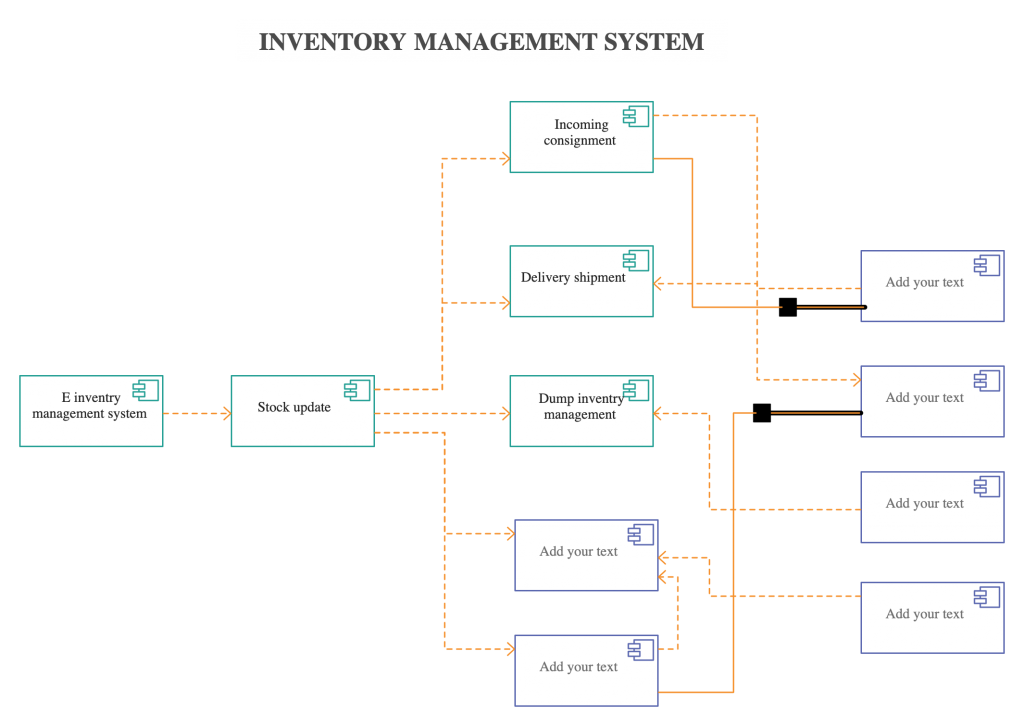 INVENTORY MANAGEMENT SYSTEM
Incoming
consignment
Delivery shipment
Add your text
E inventry
management system
Stock update
Dump inventry
management
Add your text
Add your text
Add your text
Add your text
Add your text